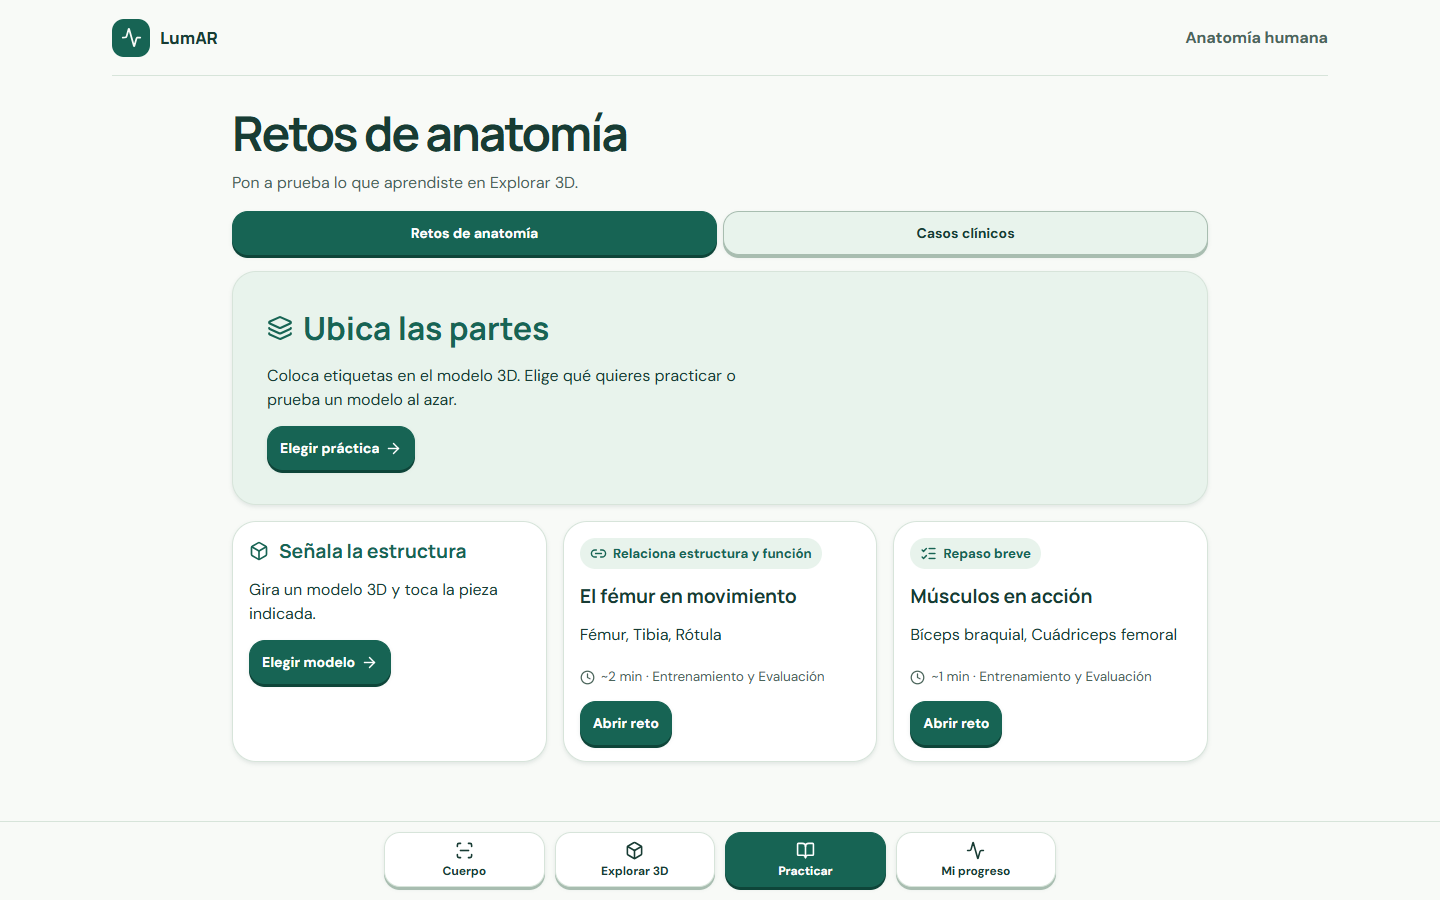 LumAR
Anatomía humana
Retos de anatomía
Pon a prueba lo que aprendiste en Explorar 3D.
Retos de anatomía
Casos clínicos
Ubica las partes
Coloca etiquetas en el modelo 3D. Elige qué quieres practicar o
prueba un modelo al azar.
Elegir práctica →
Señala la estructura
Gira un modelo 3D y toca la pieza
indicada.
Elegir modelo →
Relaciona estructura y función
El fémur en movimiento
Fémur, Tibia, Rótula
~2 min · Entrenamiento y Evaluación
Abrir reto
Repaso breve
Músculos en acción
Bíceps braquial, Cuádriceps femoral
~1 min · Entrenamiento y Evaluación
Abrir reto
Cuerpo
Explorar 3D
Practicar
Mi progreso